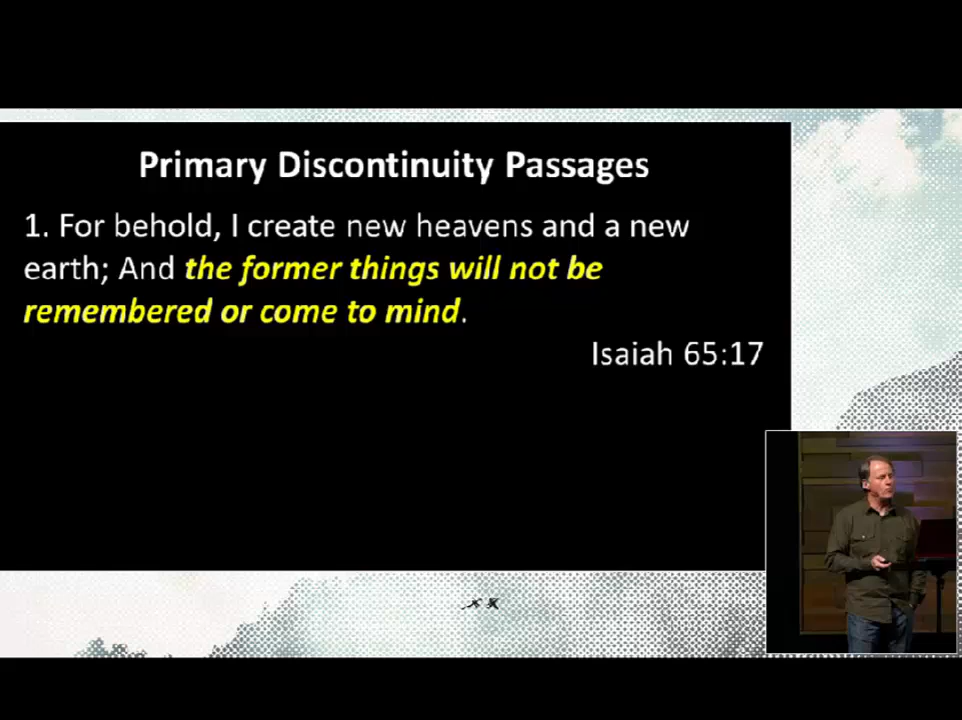 Primary Discontinuity Passages
1. For behold, I create new heavens and a new
earth; And the former things will not be
remembered or come to mind.
Isaiah 65:17